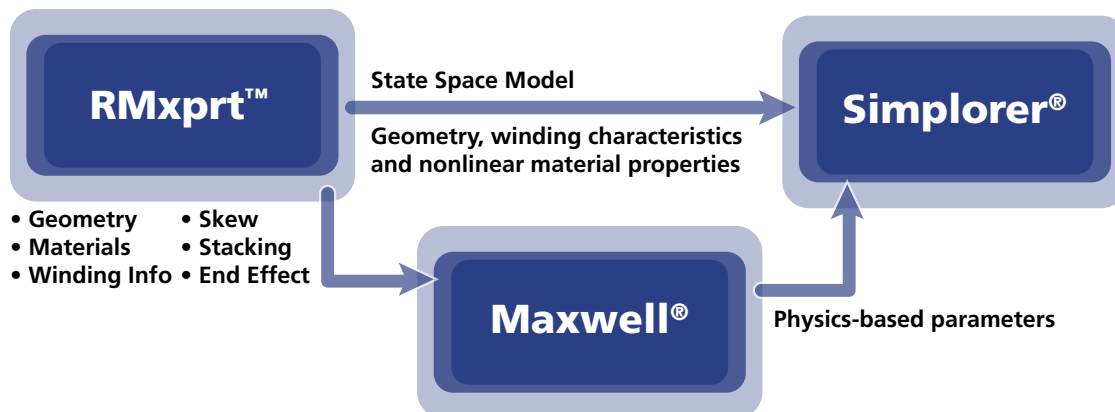 RMxprt™
State Space Model
Geometry, winding characteristics
and nonlinear material properties
Simplorer®
• Geometry • Skew
• Materials • Stacking
• Winding Info • End Effect
Maxwell®
Physics-based parameters